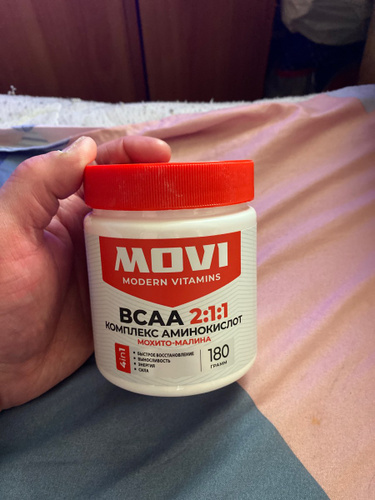 MOVI
MODERN VITAMINS
BCAA 2:1:1
КОМПЛЕКС АМИНОКИСЛОТ
МОХИТО-МАЛИНА
4in1
БЫСТРОЕ ВОССТАНОВЛЕНИЕ
ВЫНОСЛИВОСТЬ
ЭНЕРГИЯ
СИЛА
180
ГРАММ